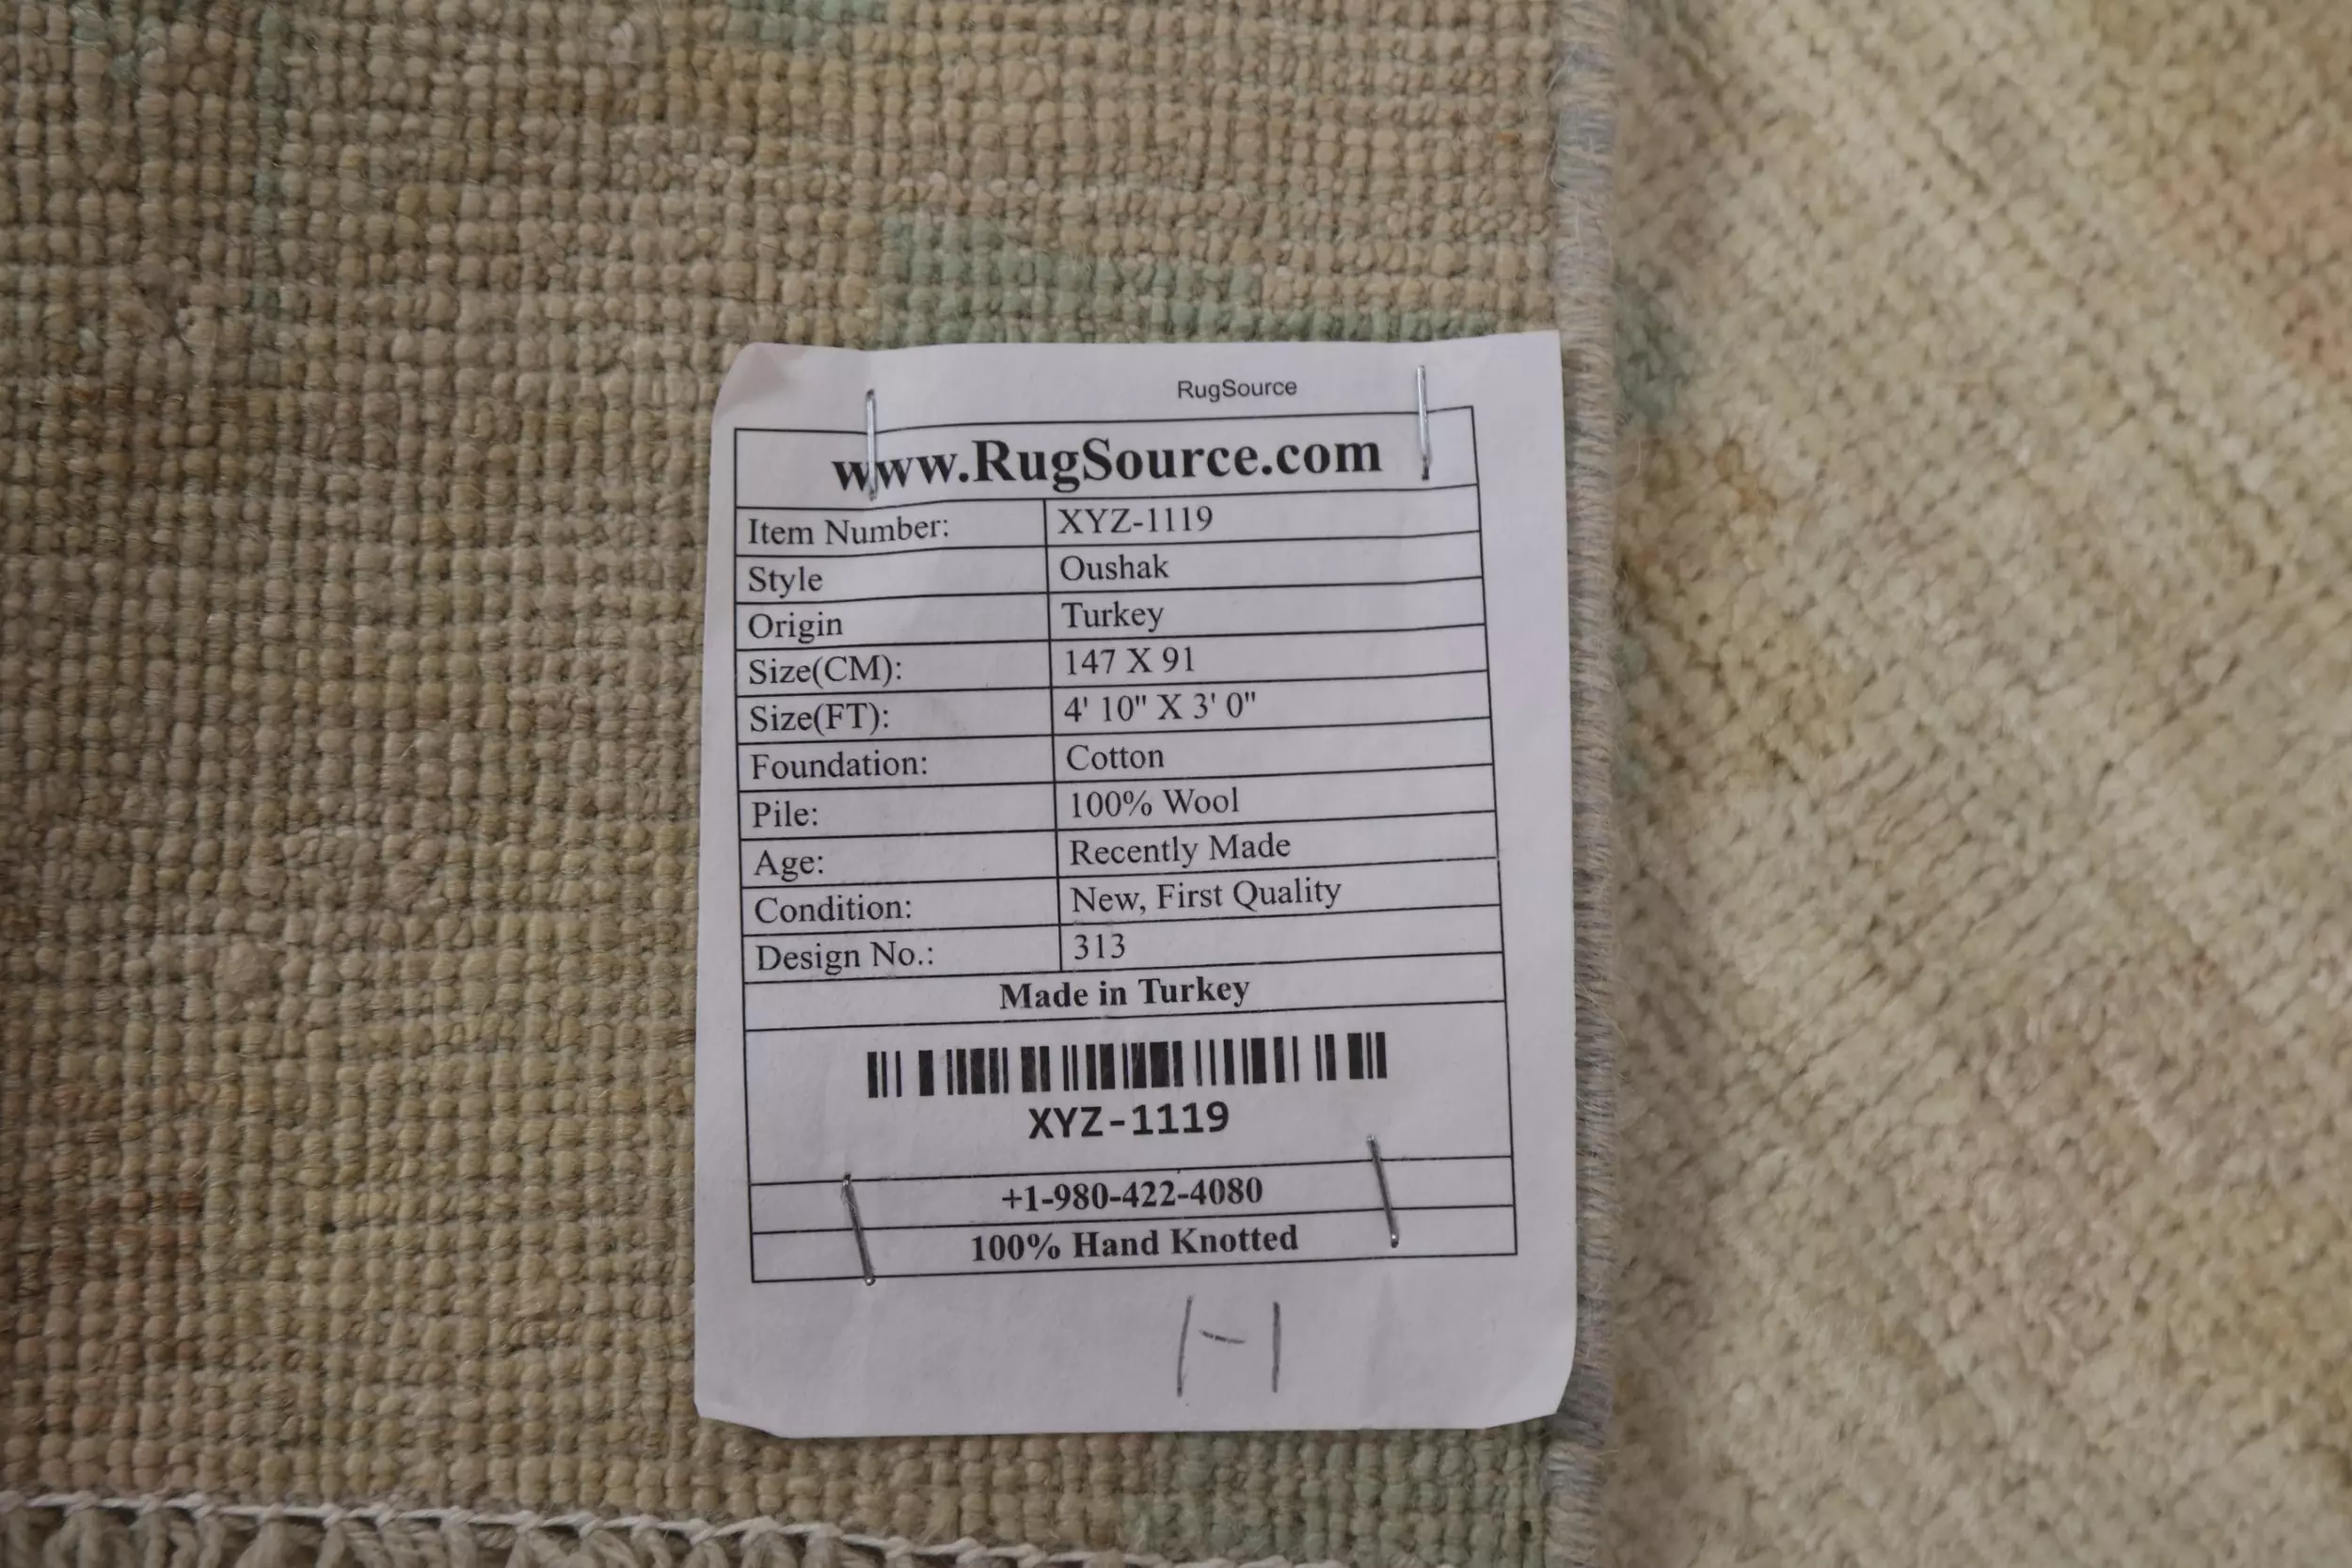 RugSource
www.RugSource.com
Item Number: XYZ-1119
Style Oushak
Origin Turkey
Size(CM): 147 X 91
Size(FT): 4' 10" X 3' 0"
Foundation: Cotton
Pile: 100% Wool
Age: Recently Made
Condition: New, First Quality
Design No.: 313
Made in Turkey
XYZ-1119
+1-980-422-4080
100% Hand Knotted
1-1